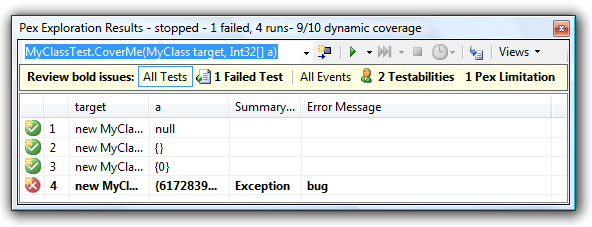 Pex Exploration Results - stopped - 1 failed, 4 runs- 9/10 dynamic coverage
MyClassTest.CoverMe(MyClass target, Int32[] a) Views
Review bold issues: All Tests 1 Failed Test All Events 2 Testabilities 1 Pex Limitation
target a Summary... Error Message
1 new MyCla... null
2 new MyCla... {}
3 new MyCla... {0}
4 new MyCl... {6172839... Exception bug